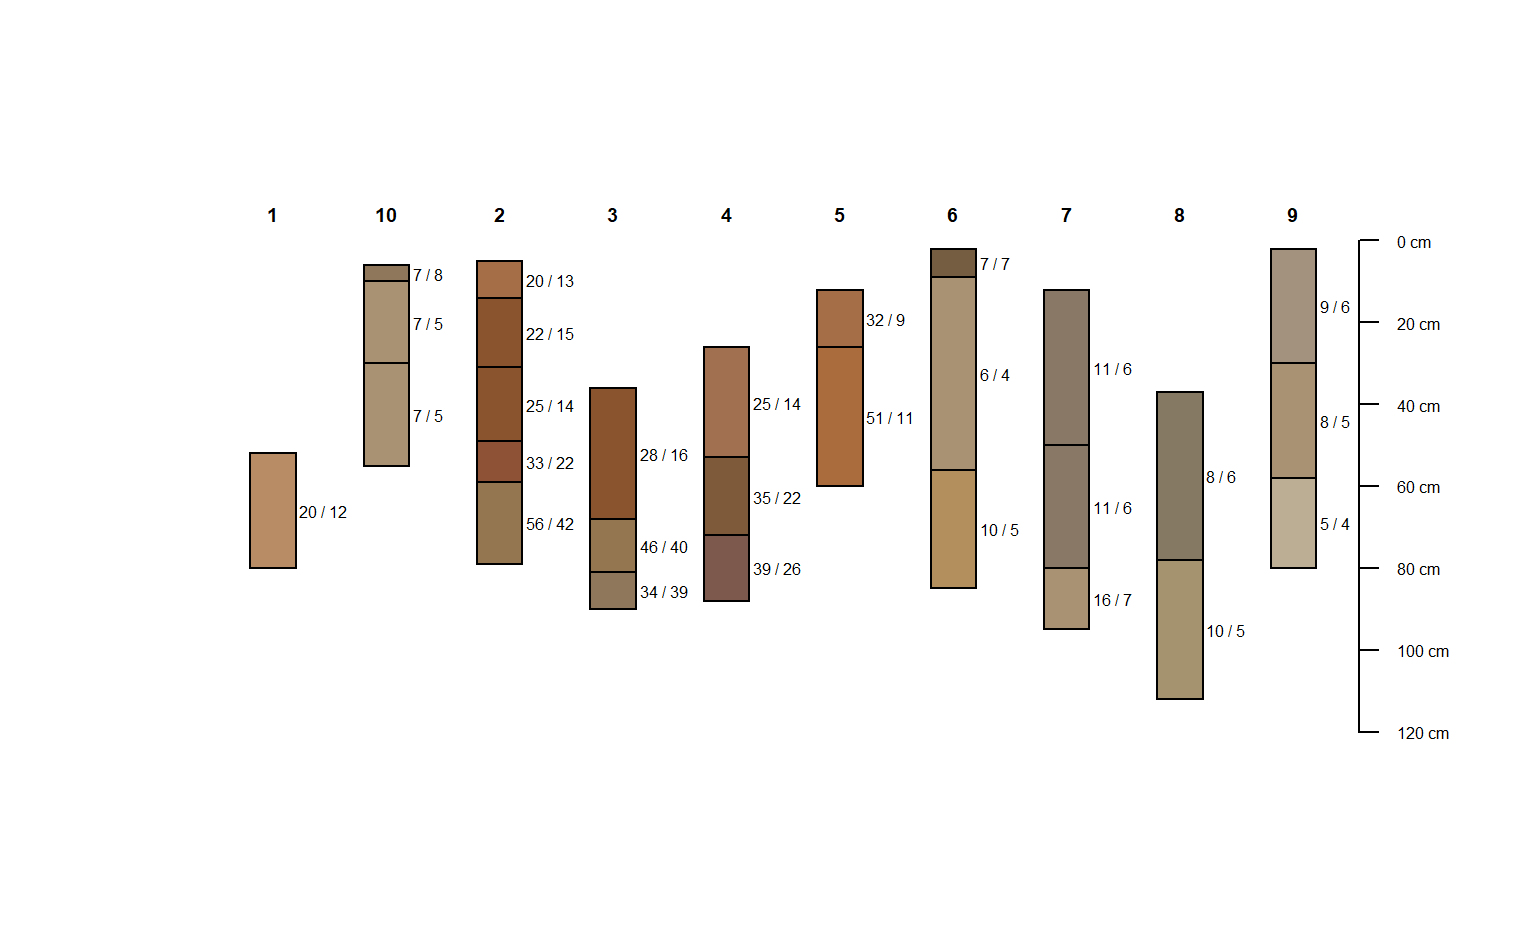 1 10 2 3 4 5 6 7 8 9
0 cm
7 / 7
7 / 8
20 / 13
9 / 6
32 / 9
20 cm
7 / 5
22 / 15
11 / 6
6 / 4
25 / 14
40 cm
25 / 14
7 / 5
51 / 11
8 / 5
28 / 16
33 / 22
8 / 6
60 cm
35 / 22
11 / 6
20 / 12
56 / 42
5 / 4
10 / 5
46 / 40
80 cm
39 / 26
34 / 39
16 / 7
10 / 5
100 cm
120 cm